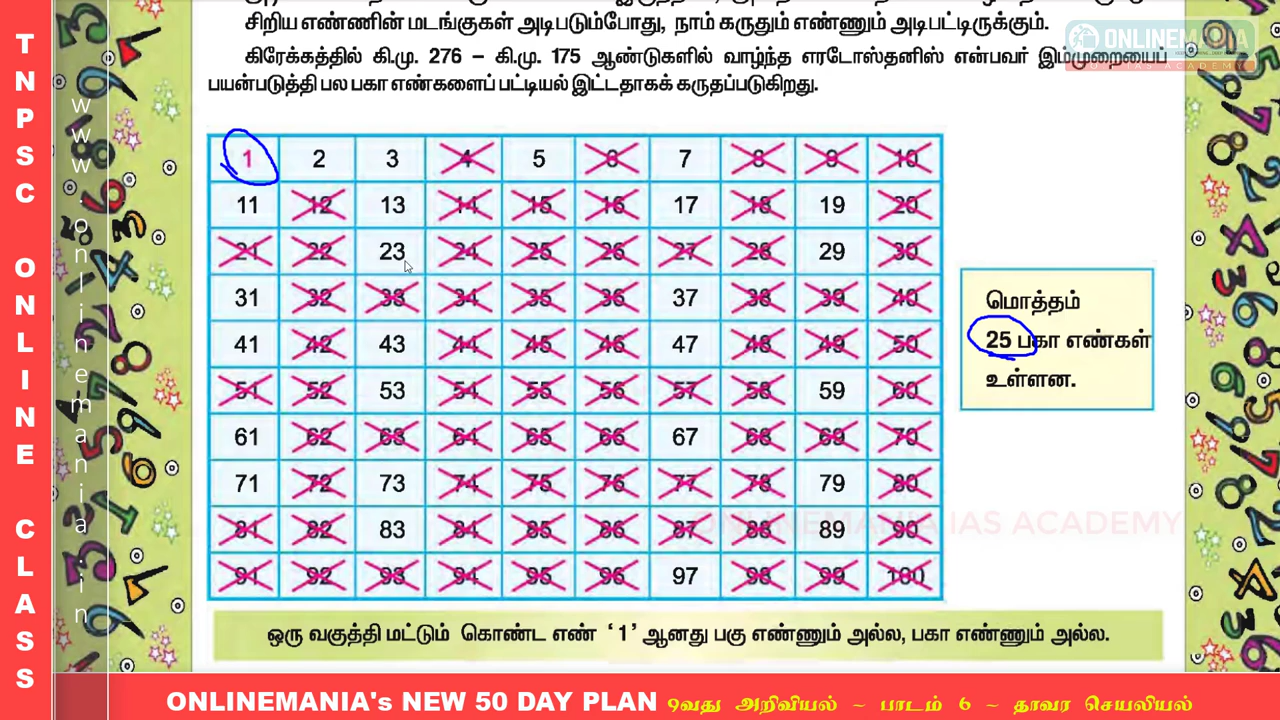 சிறிய எண்ணின் மடங்குகள் அடிபடும்போது, நாம் கருதும் எண்ணும் அடிபட்டிருக்கும்.
கிரேக்கத்தில் கி.மு. 276 – கி.மு. 175 ஆண்டுகளில் வாழ்ந்த எரடோஸ்தனிஸ் என்பவர் இம்முறையைப்
பயன்படுத்தி பல பகா எண்களைப் பட்டியல் இட்டதாகக் கருதப்படுகிறது.
ONLINEMANIA
IAS ACADEMY
TNPSC ONLINE CLASS
www.onlinemania.in
1 2 3 4 5 6 7 8 9 10
11 12 13 14 15 16 17 18 19 20
21 22 23 24 25 26 27 28 29 30
31 32 33 34 35 36 37 38 39 40
41 42 43 44 45 46 47 48 49 50
51 52 53 54 55 56 57 58 59 60
61 62 63 64 65 66 67 68 69 70
71 72 73 74 75 76 77 78 79 80
81 82 83 84 85 86 87 88 89 90
91 92 93 94 95 96 97 98 99 100
மொத்தம்
25 பகா எண்கள்
உள்ளன.
ONLINEMANIA IAS ACADEMY
ஒரு வகுத்தி மட்டும் கொண்ட எண் ‘1’ ஆனது பகு எண்ணும் அல்ல, பகா எண்ணும் அல்ல.
ONLINEMANIA's NEW 50 DAY PLAN 9வது அறிவியல் ~ பாடம் 6 ~ தாவர செயலியல்